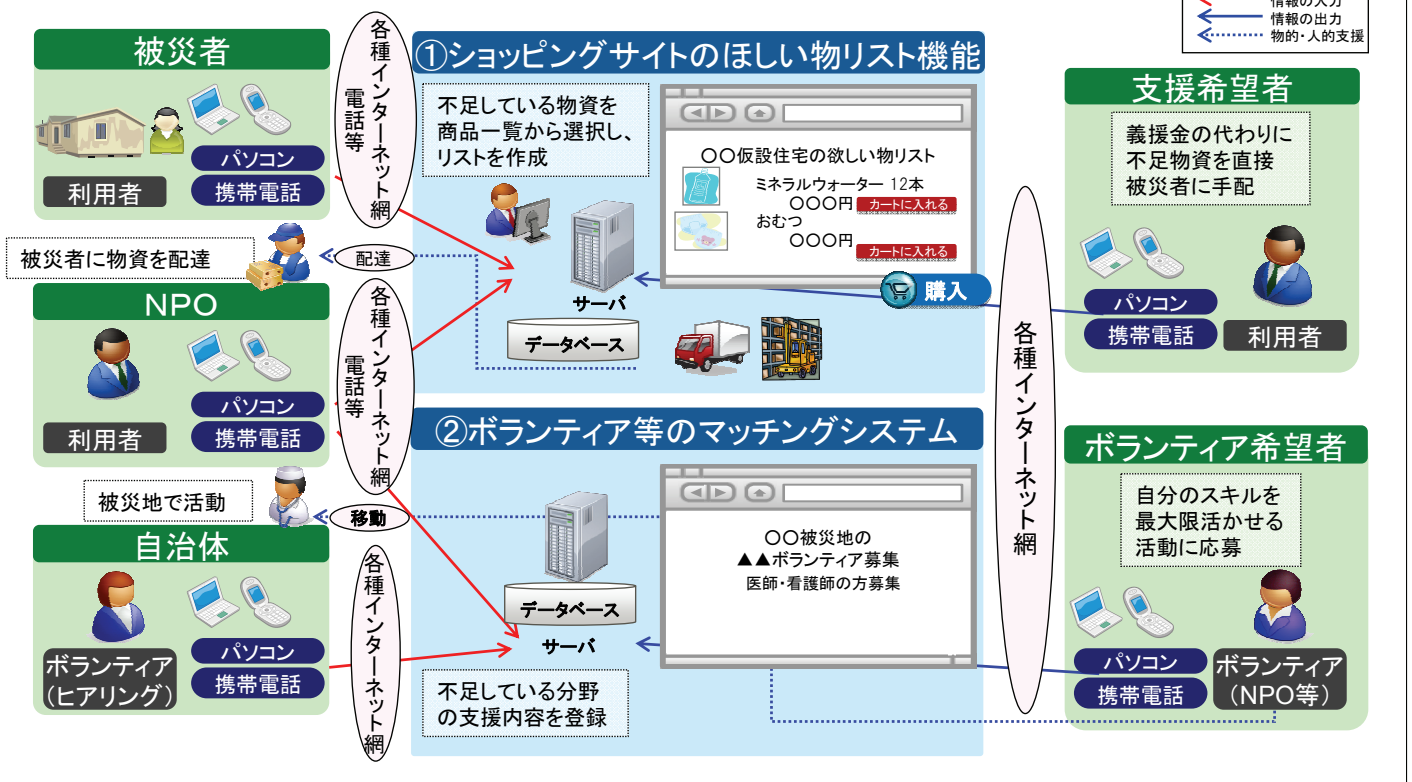 情報の入力
情報の出力
物的・人的支援
被災者
利用者
パソコン
携帯電話
各種インターネット網
電話等
被災者に物資を配達
配達
NPO
利用者
パソコン
携帯電話
各種インターネット網
電話等
被災地で活動
移動
自治体
ボランティア
(ヒアリング)
パソコン
携帯電話
各種インターネット網
①ショッピングサイトのほしい物リスト機能
不足している物資を
商品一覧から選択し、
リストを作成
サーバ
データベース
〇〇仮設住宅の欲しい物リスト
ミネラルウォーター 12本
〇〇〇円 カートに入れる
おむつ
〇〇〇円
カートに入れる
購入
②ボランティア等のマッチングシステム
データベース
サーバ
不足している分野
の支援内容を登録
〇〇被災地の
▲▲ボランティア募集
医師・看護師の方募集
各種インターネット網
支援希望者
義援金の代わりに
不足物資を直接
被災者に手配
パソコン
携帯電話
利用者
ボランティア希望者
自分のスキルを
最大限活かせる
活動に応募
パソコン
携帯電話
ボランティア
(NPO等)